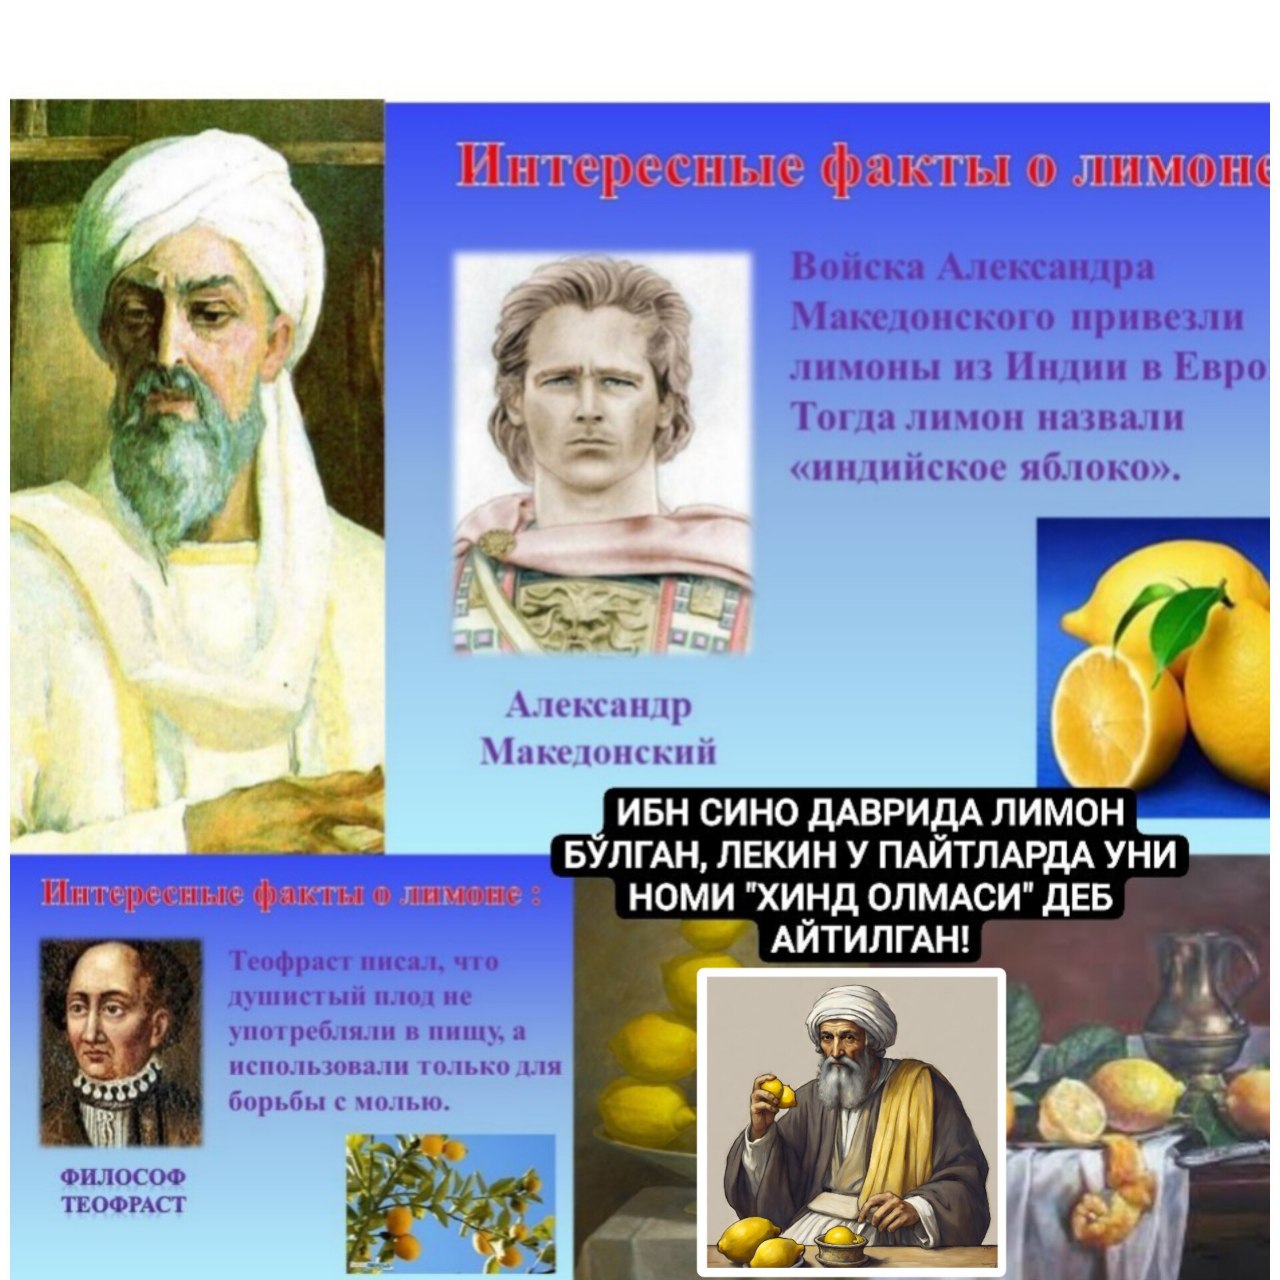 Интересные факты о лимоне
Войска Александра
Македонского привезли
лимоны из Индии в Евро
Тогда лимон назвали
«индийское яблоко».
Александр
Македонский
ИБН СИНО ДАВРИДА ЛИМОН
БЎЛГАН, ЛЕКИН У ПАЙТЛАРДА УНИ
НОМИ "ХИНД ОЛМАСИ" ДЕБ
АЙТИЛГАН!
Интересные факты о лимоне :
Теофраст писал, что
душистый плод не
употребляли в пищу, а
использовали только для
борьбы с молью.
ФИЛОСОФ
ТЕОФРАСТ